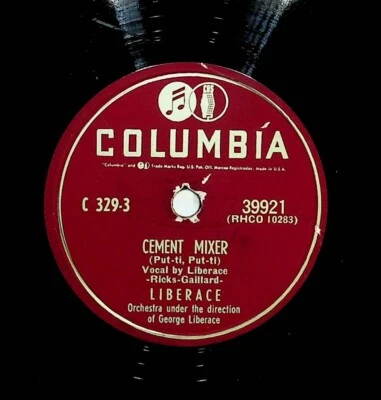 CBS
COLUMBIA
"Columbia" and Trade Marks Reg. U.S. Pat. Off. Marcas Registradas. Made in U.S.A.
C 329-3
39921
(RHCO 10283)
CEMENT MIXER
(Put-ti, Put-ti)
Vocal by Liberace
-Ricks-Gaillard-
LIBERACE
Orchestra under the direction
of George Liberace